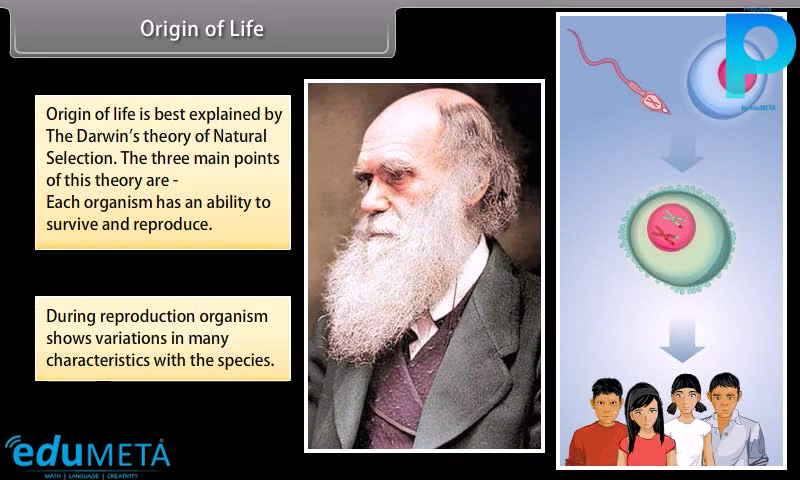 Origin of Life
Origin of life is best explained by
The Darwin's theory of Natural
Selection. The three main points
of this theory are -
Each organism has an ability to
survive and reproduce.
During reproduction organism
shows variations in many
characteristics with the species.
eduMETA
MATH | LANGUAGE | CREATIVITY
P
by eduMETA